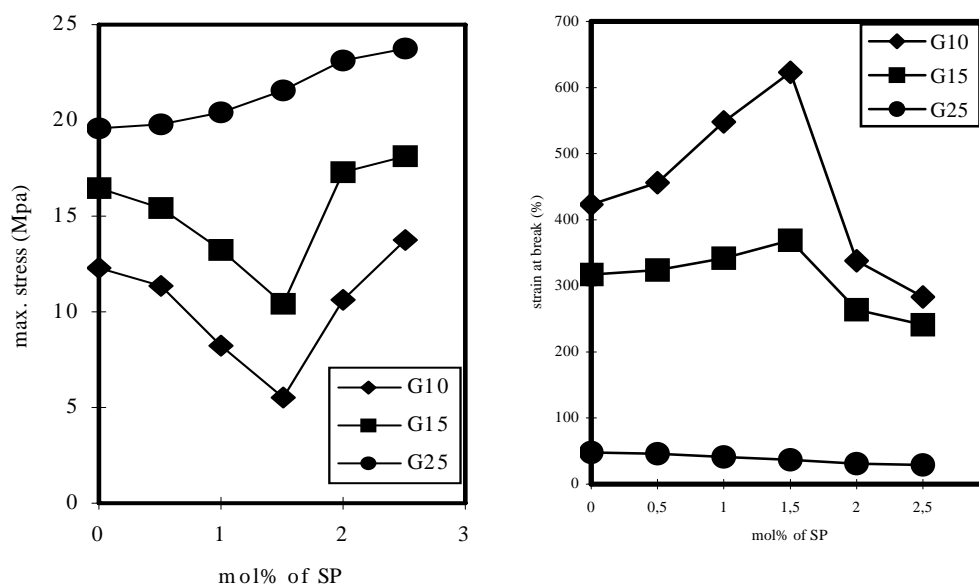 25
20
15
10
5
0
max. stress (Mpa)
G10
G15
G25
0 1 2 3
mol% of SP
700
600
500
400
300
200
100
0
strain at break (%)
G10
G15
G25
0 0,5 1 1,5 2 2,5
mol% of SP